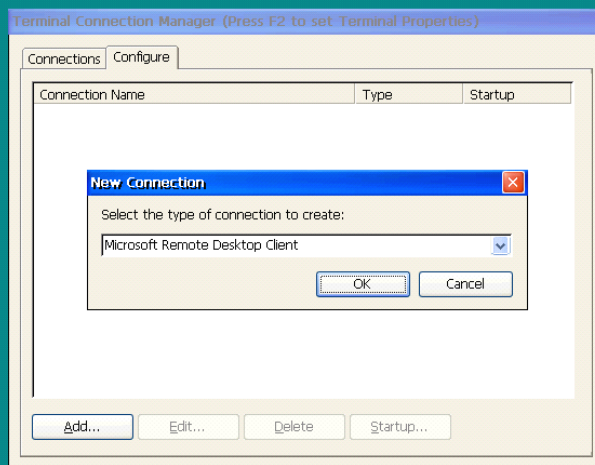 Terminal Connection Manager (Press F2 to set Terminal Properties)
Connections Configure
Connection Name Type Startup
New Connection
Select the type of connection to create:
Microsoft Remote Desktop Client
OK Cancel
Add... Edit... Delete Startup...